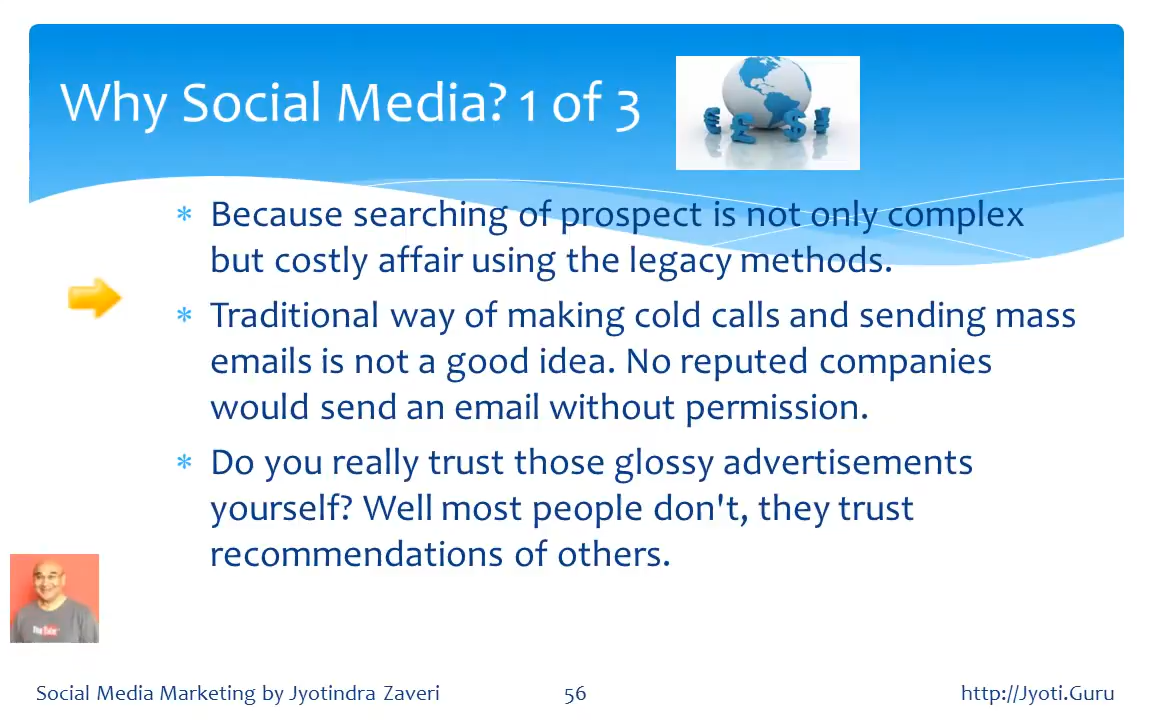 Why Social Media? 1 of 3
* Because searching of prospect is not only complex
but costly affair using the legacy methods.
* Traditional way of making cold calls and sending mass
emails is not a good idea. No reputed companies
would send an email without permission.
* Do you really trust those glossy advertisements
yourself? Well most people don't, they trust
recommendations of others.
YouTube
Social Media Marketing by Jyotindra Zaveri 56 http://Jyoti.Guru